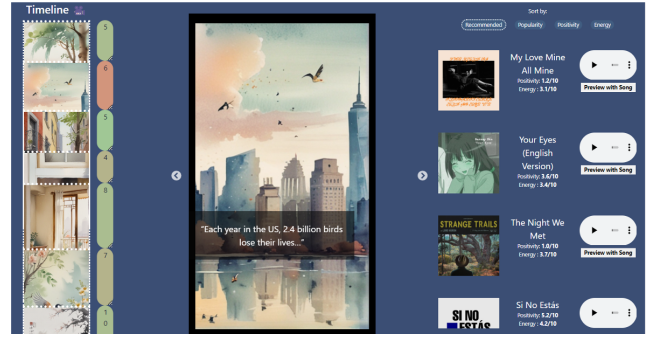 Timeline
5
6
5
4
8
7
1
0
"Each year in the US, 2.4 billion birds
lose their lives..."
Sort by:
Recommended
Popularity
Positivity
Energy
My Love Mine
All Mine
Positivity: 1.2/10
Energy : 3.1/10
Preview with Song
Your Eyes
(English
Version)
Positivity: 3.6/10
Energy : 3.4/10
Preview with Song
STRANGE TRAILS
The Night We
Met
Positivity: 1.0/10
Energy : 3.7/10
Preview with Song
SI NO
ESTÁS
Si No Estás
Positivity: 5.2/10
Energy : 4.2/10